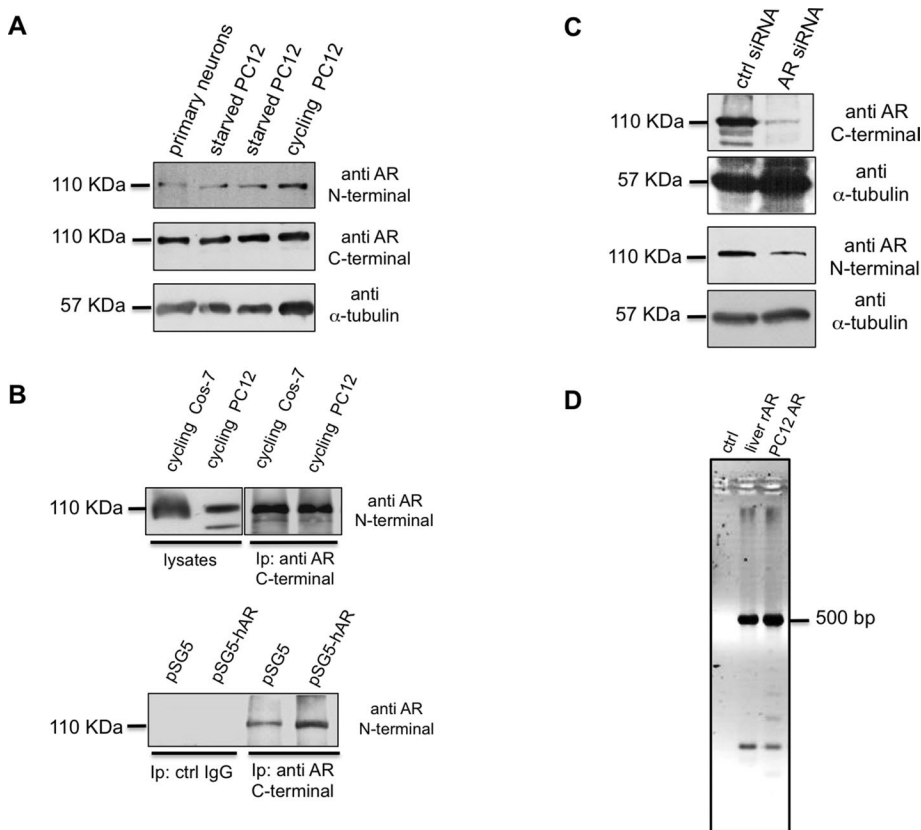 A
primary neurons
starved PC12
starved PC12
cycling PC12
110 KDa
anti AR
N-terminal
110 KDa
anti AR
C-terminal
57 KDa
anti
α-tubulin
B
cycling Cos-7
cycling PC12
cycling Cos-7
cycling PC12
110 KDa
anti AR
N-terminal
lysates
Ip: anti AR
C-terminal
pSG5
pSG5-hAR
pSG5
pSG5-hAR
110 KDa
anti AR
N-terminal
Ip: ctrl IgG
Ip: anti AR
C-terminal
C
ctrl siRNA
AR siRNA
110 KDa
anti AR
C-terminal
57 KDa
anti
α-tubulin
110 KDa
anti AR
N-terminal
57 KDa
anti
α-tubulin
D
ctrl
liver rAR
PC12 AR
500 bp